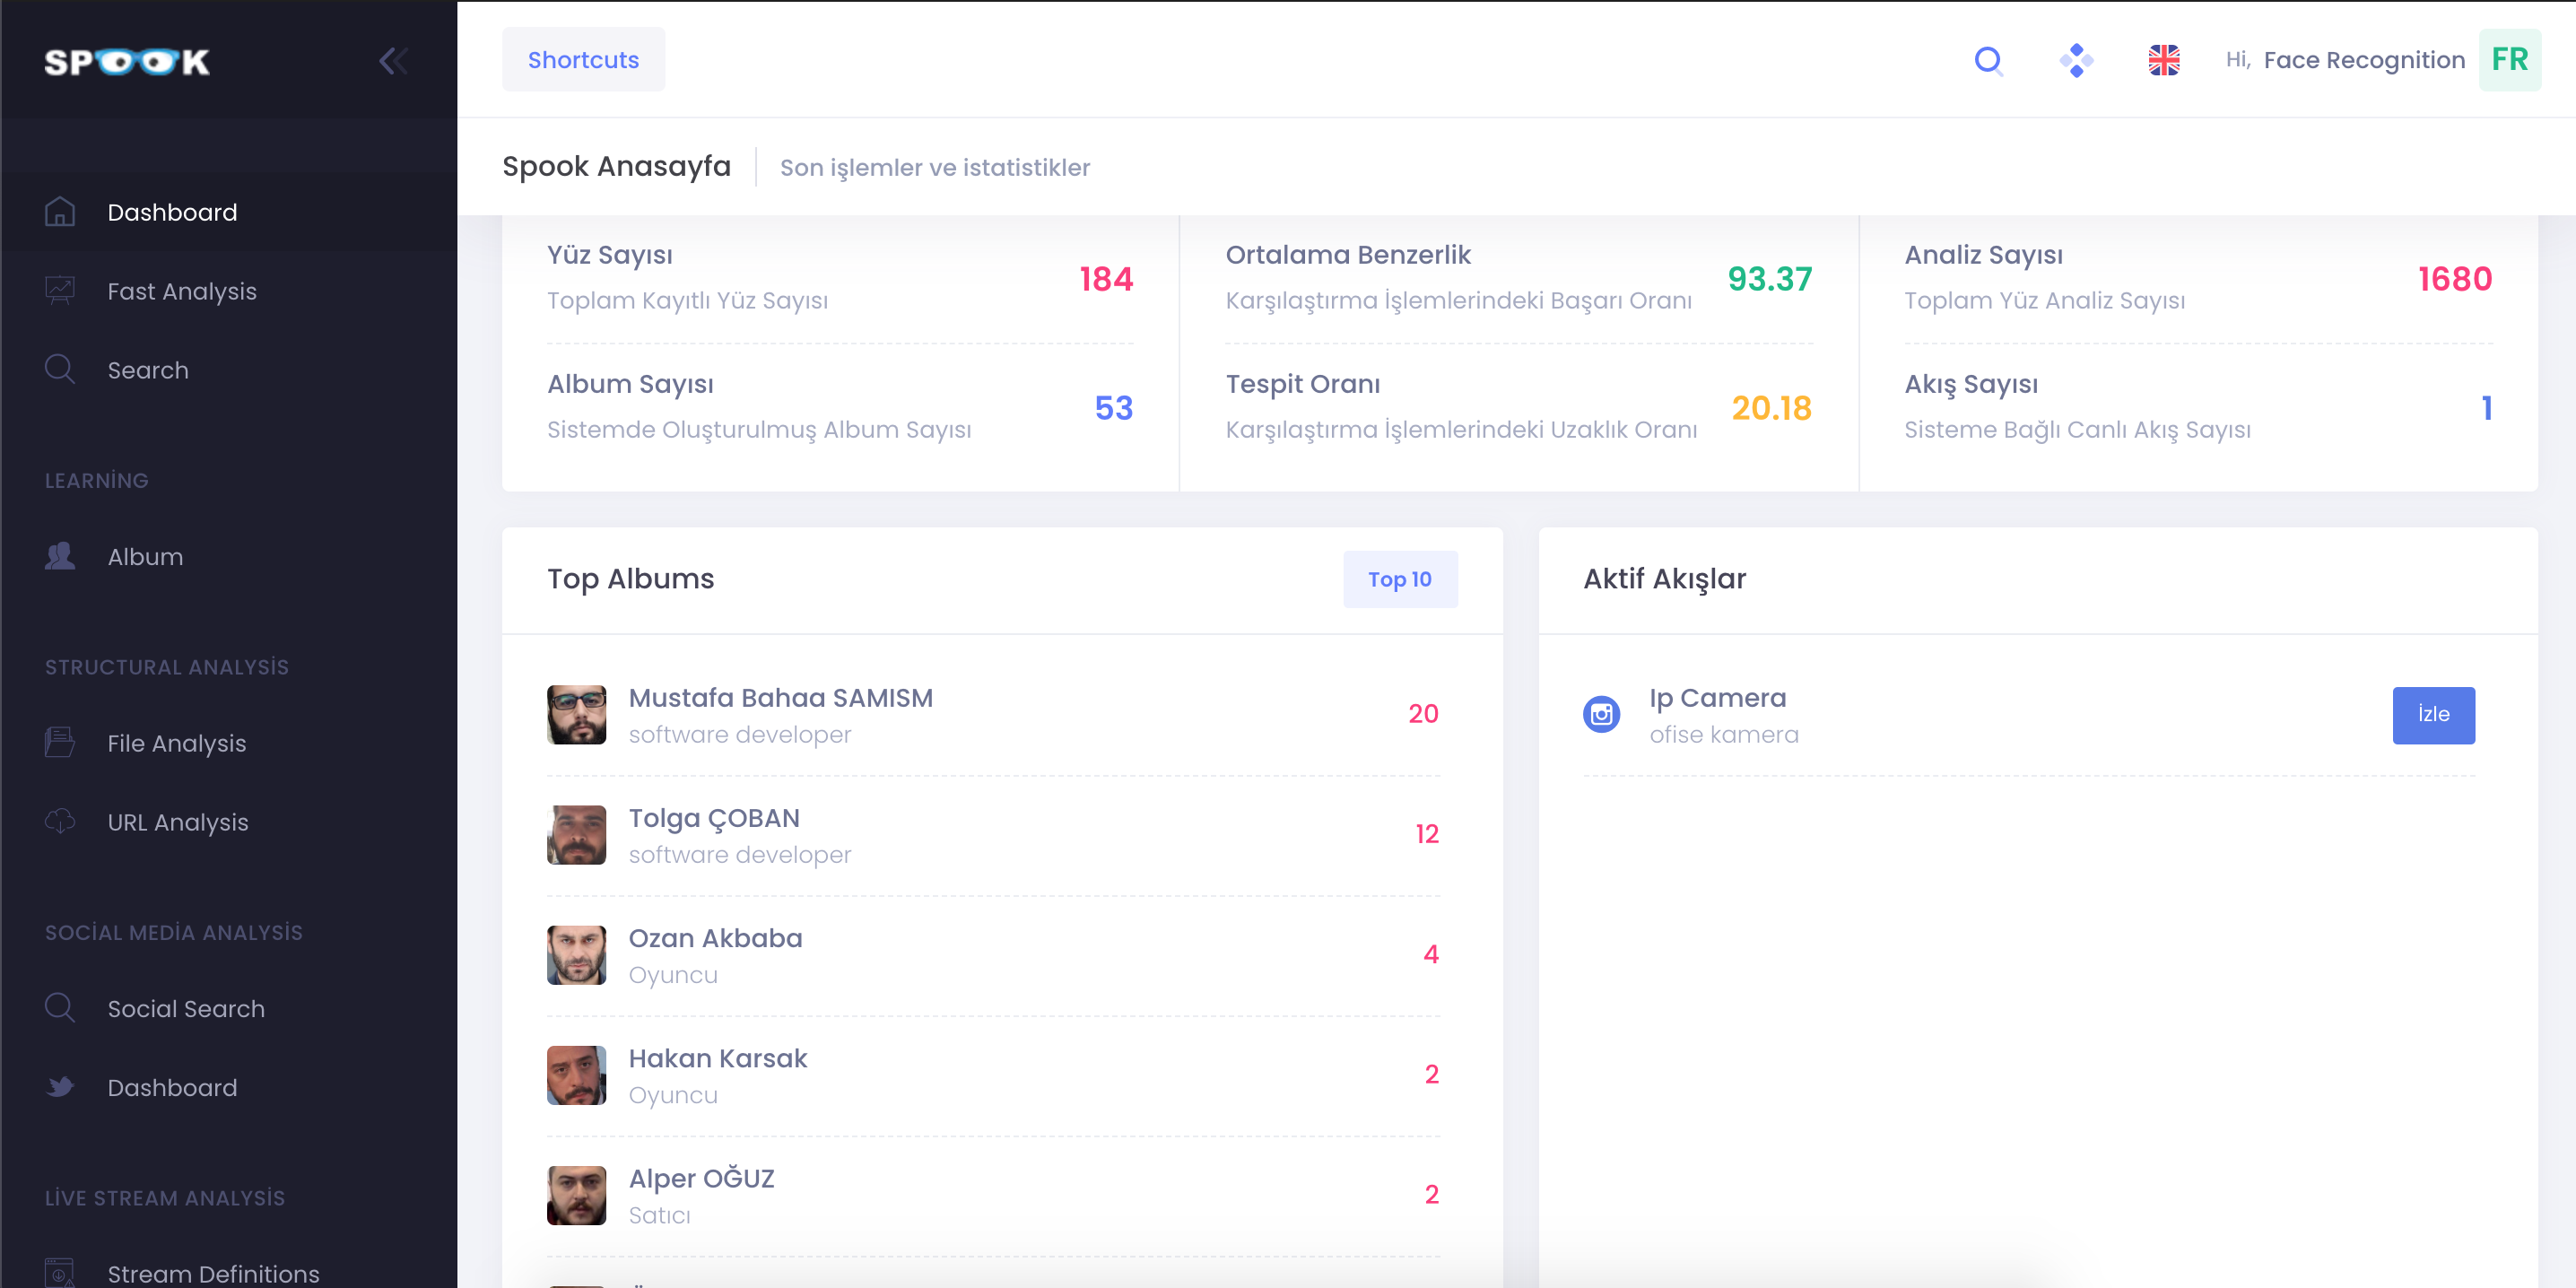 SPOOK
Shortcuts
Hi, Face Recognition FR
Spook Anasayfa
Son işlemler ve istatistikler
Dashboard
Fast Analysis
Search
LEARNİNG
Album
STRUCTURAL ANALYSİS
File Analysis
URL Analysis
SOCİAL MEDİA ANALYSİS
Social Search
Dashboard
LİVE STREAM ANALYSİS
Stream Definitions
Yüz Sayısı
Toplam Kayıtlı Yüz Sayısı
184
Album Sayısı
Sistemde Oluşturulmuş Album Sayısı
53
Ortalama Benzerlik
Karşılaştırma İşlemlerindeki Başarı Oranı
93.37
Tespit Oranı
Karşılaştırma İşlemlerindeki Uzaklık Oranı
20.18
Analiz Sayısı
Toplam Yüz Analiz Sayısı
1680
Akış Sayısı
Sisteme Bağlı Canlı Akış Sayısı
1
Top Albums
Top 10
Mustafa Bahaa SAMISM
software developer
20
Tolga ÇOBAN
software developer
12
Ozan Akbaba
Oyuncu
4
Hakan Karsak
Oyuncu
2
Alper OĞUZ
Satıcı
2
Aktif Akışlar
Ip Camera
ofise kamera
İzle